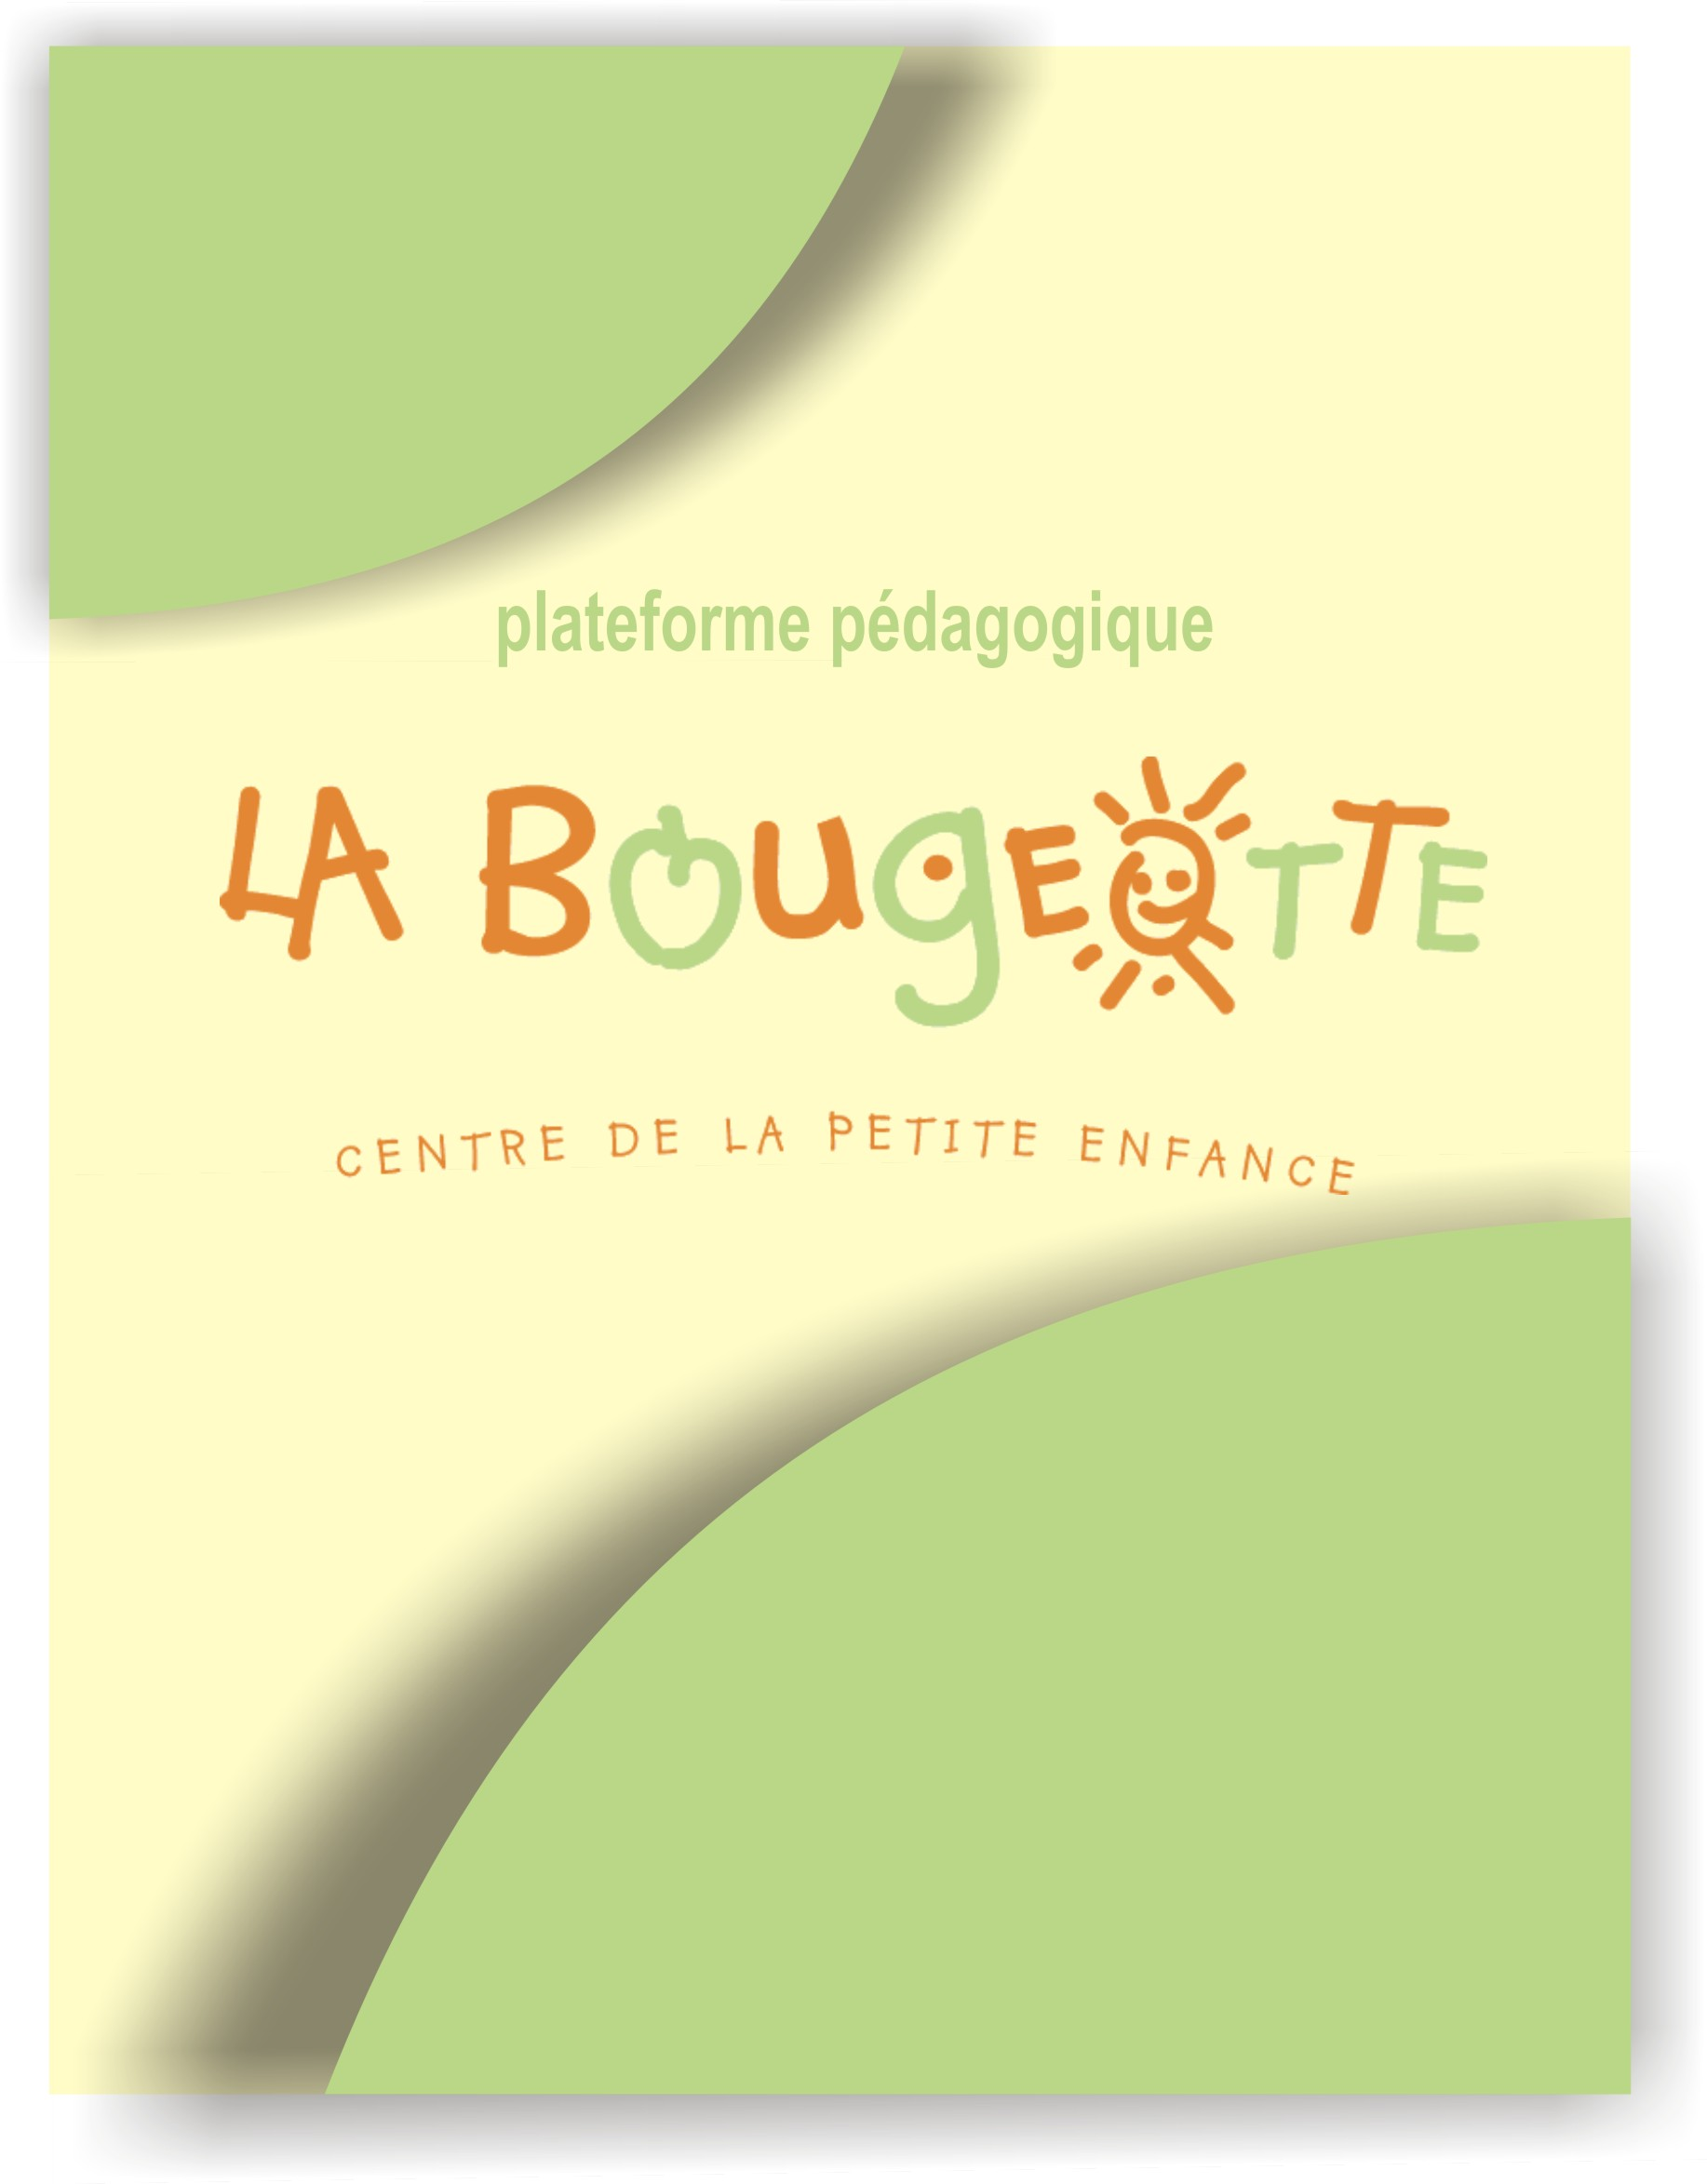 plateforme pédagogique
LA BOUgEOTTE
CENTRE DE LA PETITE ENFANCE